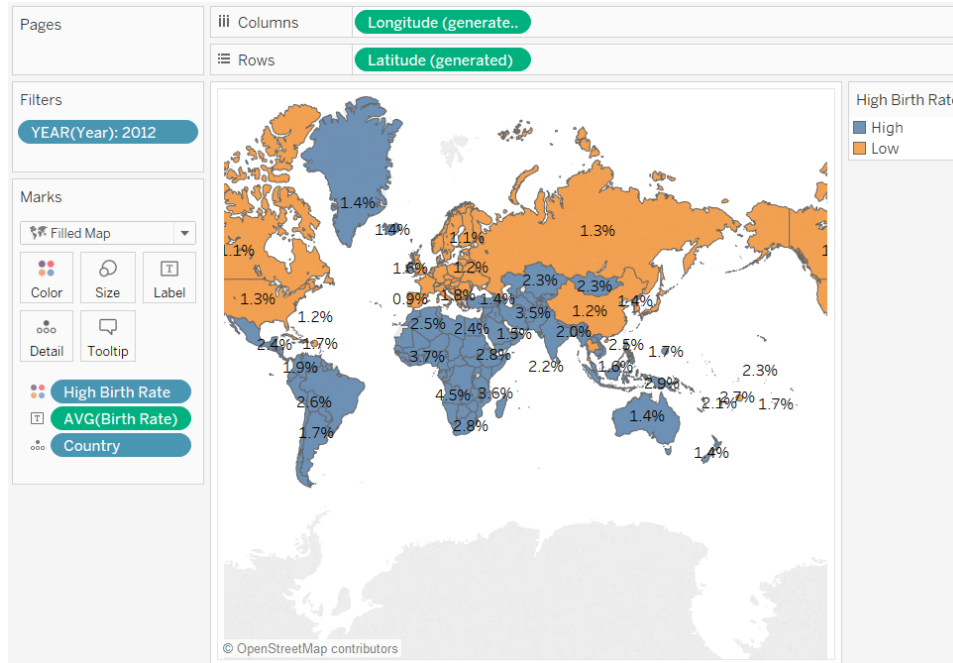 Pages
Columns
Longitude (generate..
Rows
Latitude (generated)
Filters
YEAR(Year): 2012
Marks
Filled Map
Color
Size
Label
Detail
Tooltip
High Birth Rate
AVG(Birth Rate)
Country
1.4%
1.4%
1.1%
1.1%
1.3%
1.6%
1.2%
1.3%
0.9%
1.8%
1.4%
2.3%
2.3%
1.4%
1.2%
3.5%
1.2%
2.5%
2.4%
1.5%
2.0%
2.4%
1.7%
3.7%
2.8%
2.5%
1.7%
1.9%
2.2%
1.6%
2.9%
2.3%
2.6%
4.5%
3.6%
2.1%
2.7%
1.7%
1.7%
2.8%
1.4%
1.4%
© OpenStreetMap contributors
High Birth Rate
High
Low